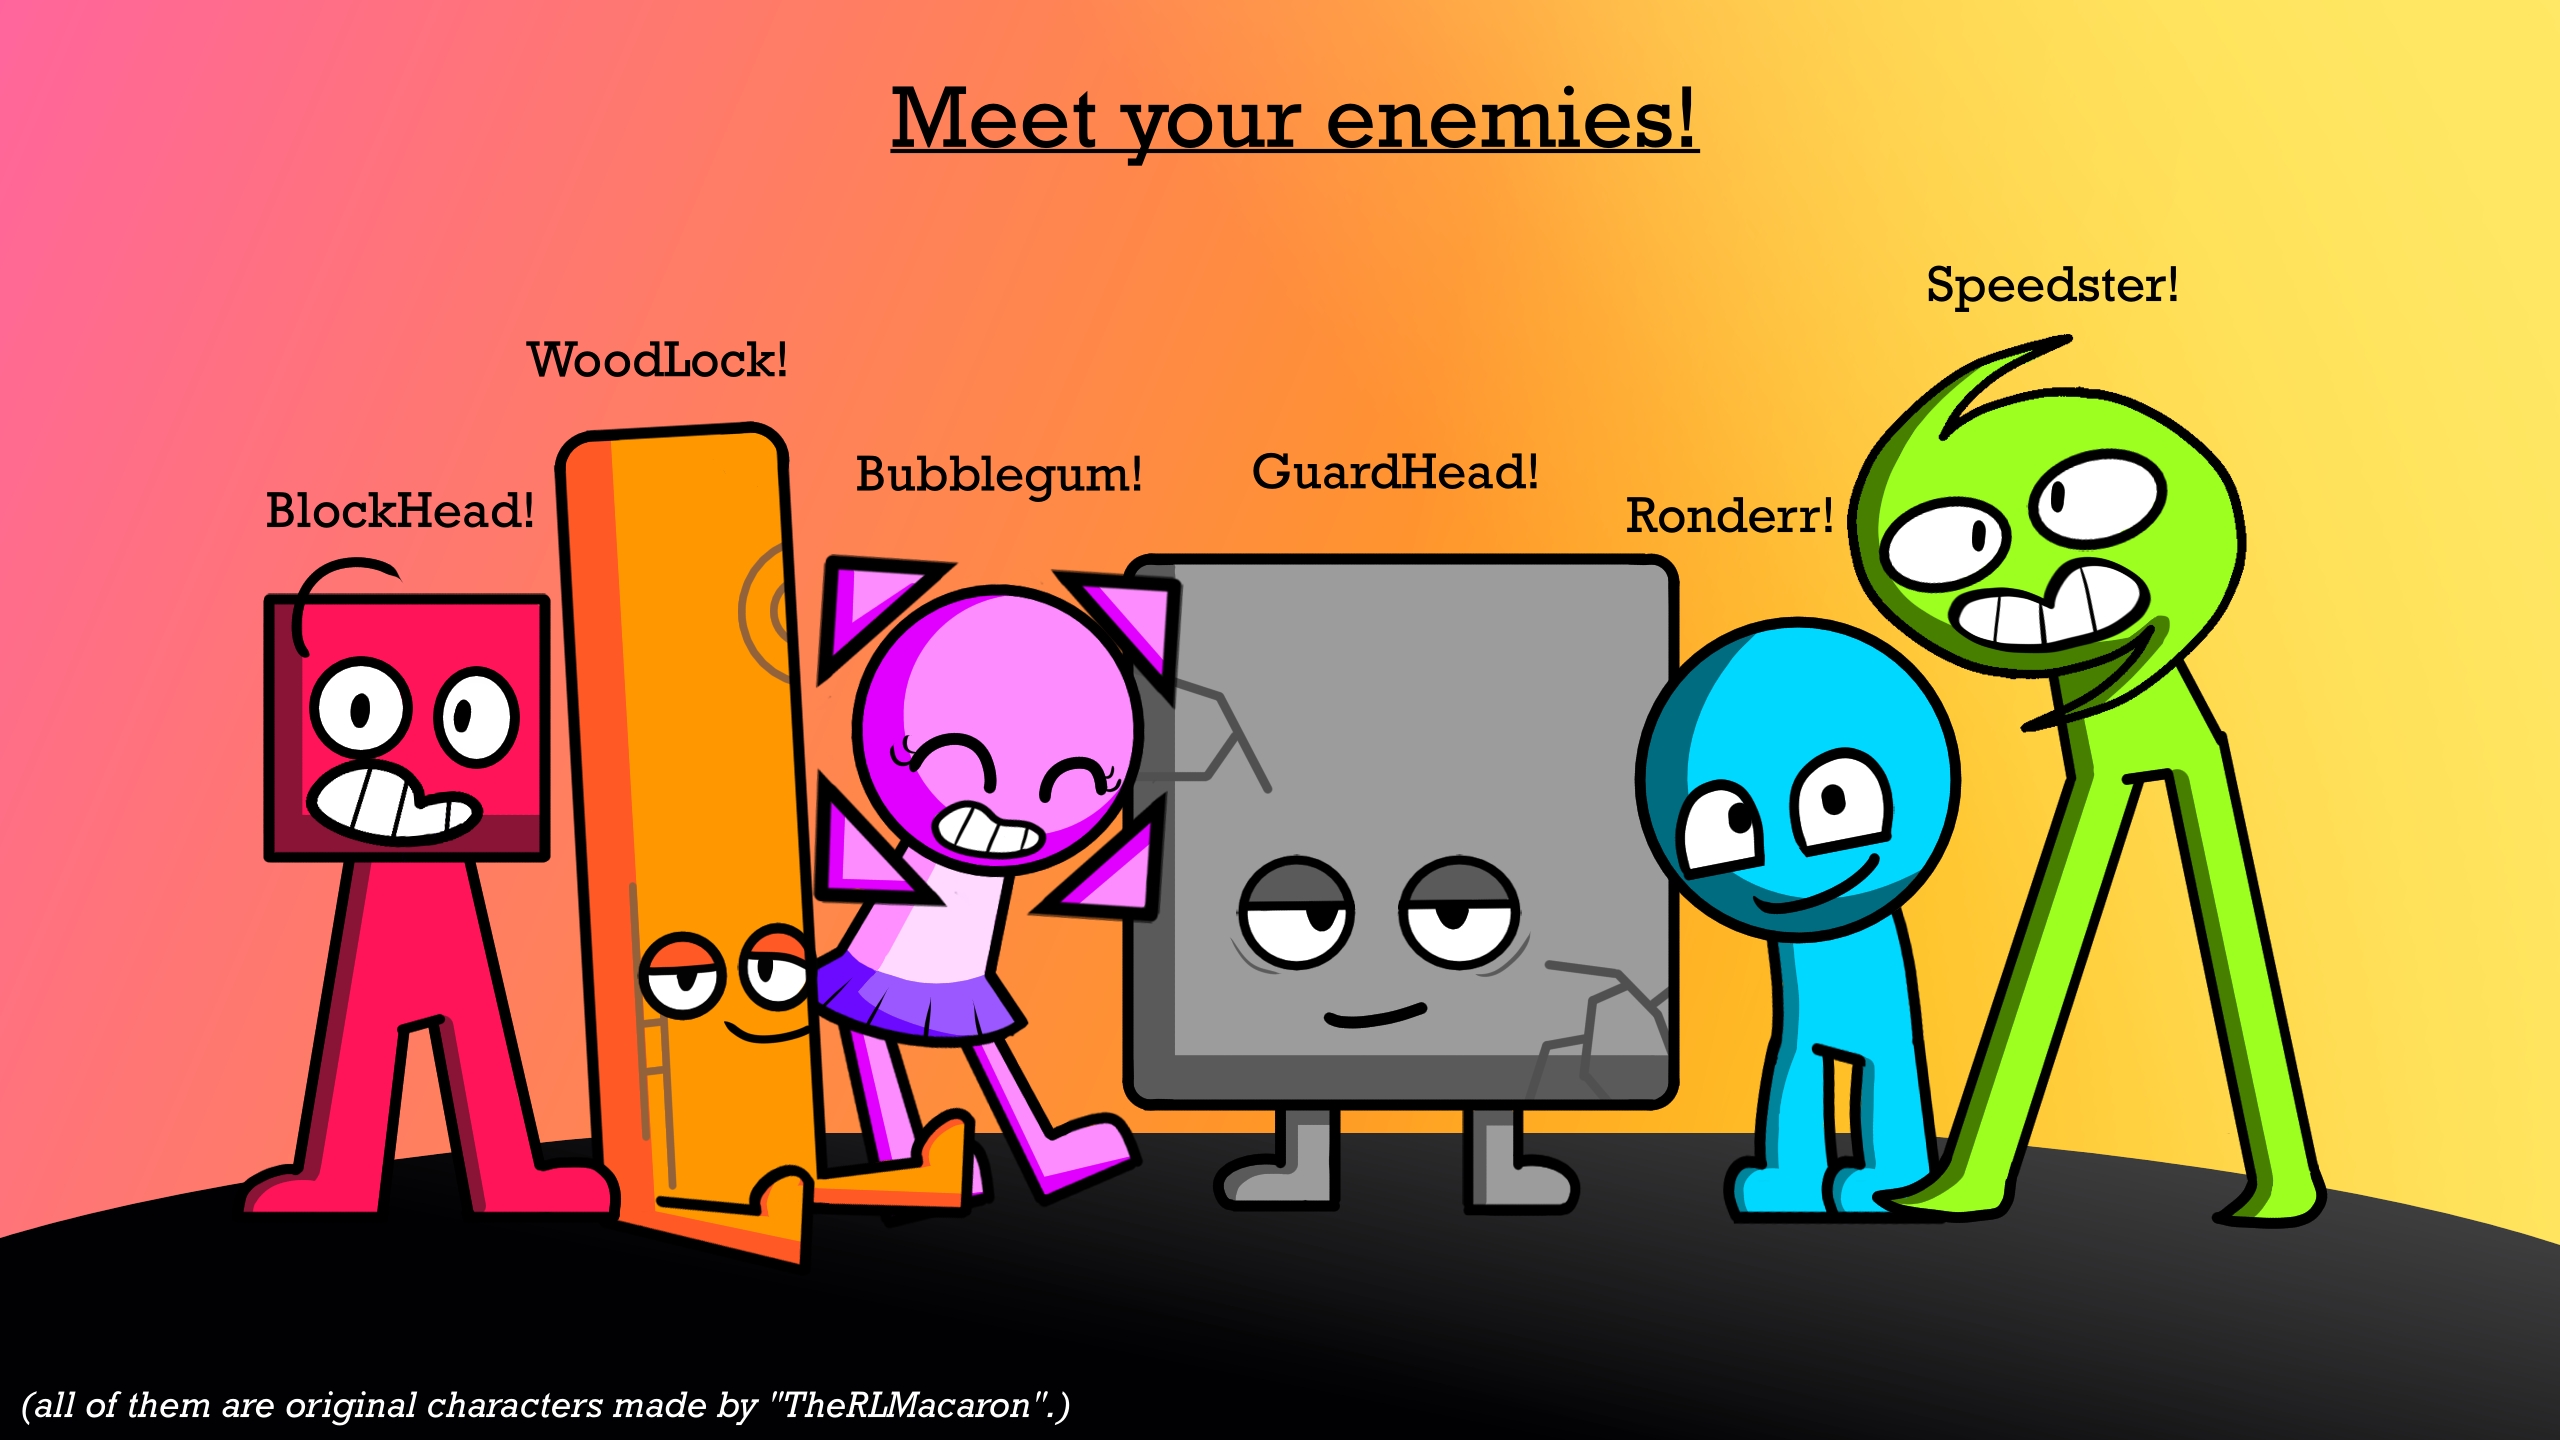 Meet your enemies!
Speedster!
WoodLock!
Bubblegum!
GuardHead!
BlockHead!
Ronderr!
(all of them are original characters made by "TheRLMacaron".)